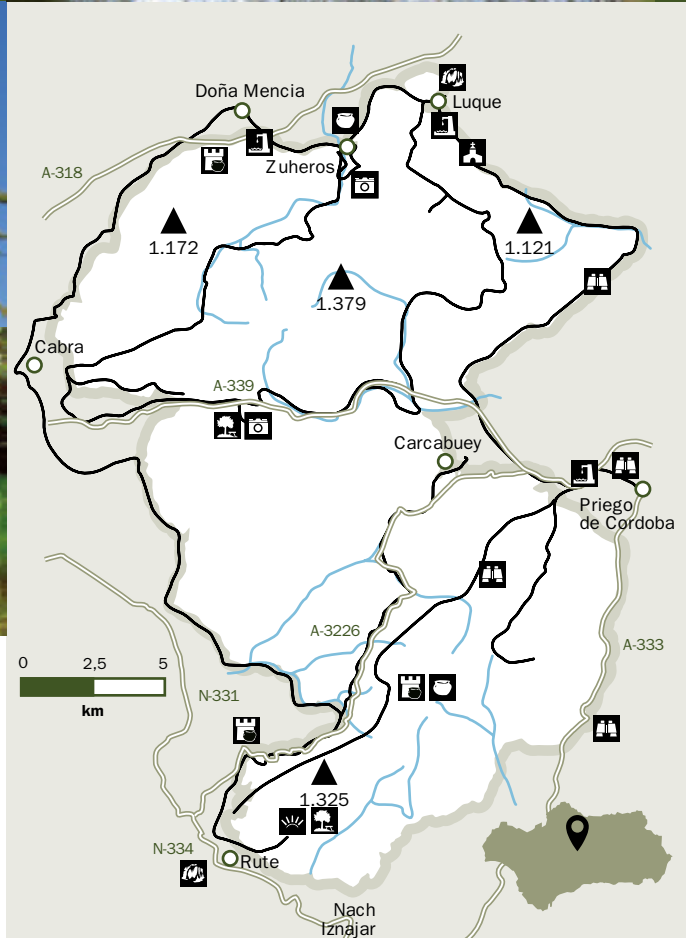 Doña Mencia
Luque
Zuheros
A-318
1.172
1.121
1.379
Cabra
A-339
Carcabuey
Priego
de Cordoba
A-3226
A-333
0 2,5 5
km
N-331
1.325
N-334
Rute
Nach
Iznajar